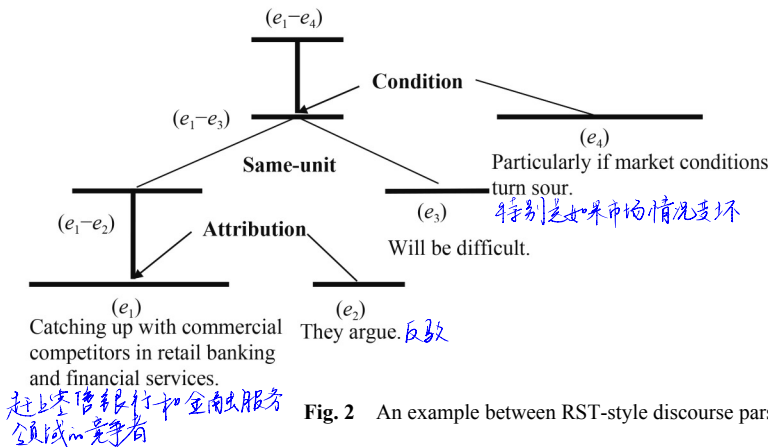 (e₁−e₄)
Condition
(e₁−e₃)
(e₄)
Particularly if market conditions
turn sour.
特别是如果市场情况变坏
Same-unit
(e₃)
Will be difficult.
(e₁−e₂)
Attribution
(e₁)
Catching up with commercial
competitors in retail banking
and financial services.
赶上零售银行和金融服务
领域的竞争者
(e₂)
They argue. 反驳
Fig. 2 An example between RST-style discourse pars